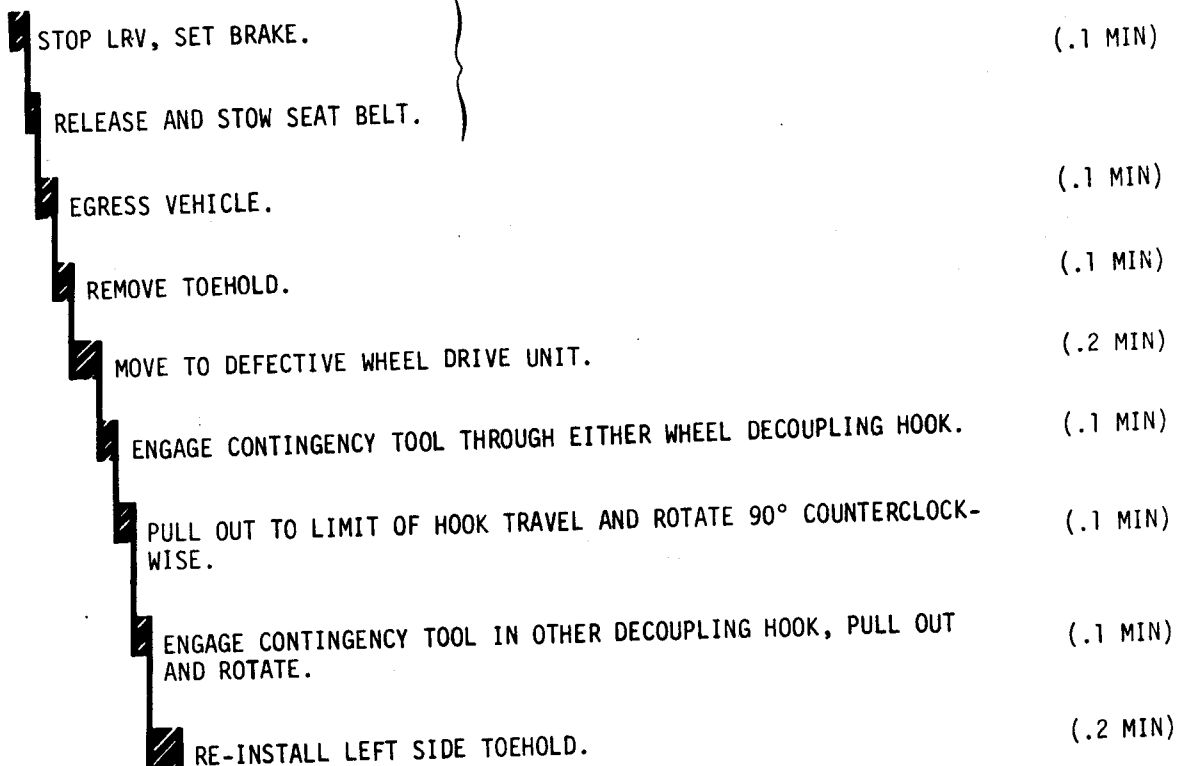 STOP LRV, SET BRAKE. (.1 MIN)
RELEASE AND STOW SEAT BELT.
EGRESS VEHICLE. (.1 MIN)
REMOVE TOEHOLD. (.1 MIN)
MOVE TO DEFECTIVE WHEEL DRIVE UNIT. (.2 MIN)
ENGAGE CONTINGENCY TOOL THROUGH EITHER WHEEL DECOUPLING HOOK. (.1 MIN)
PULL OUT TO LIMIT OF HOOK TRAVEL AND ROTATE 90° COUNTERCLOCK- (.1 MIN)
WISE.
ENGAGE CONTINGENCY TOOL IN OTHER DECOUPLING HOOK, PULL OUT (.1 MIN)
AND ROTATE.
RE-INSTALL LEFT SIDE TOEHOLD. (.2 MIN)